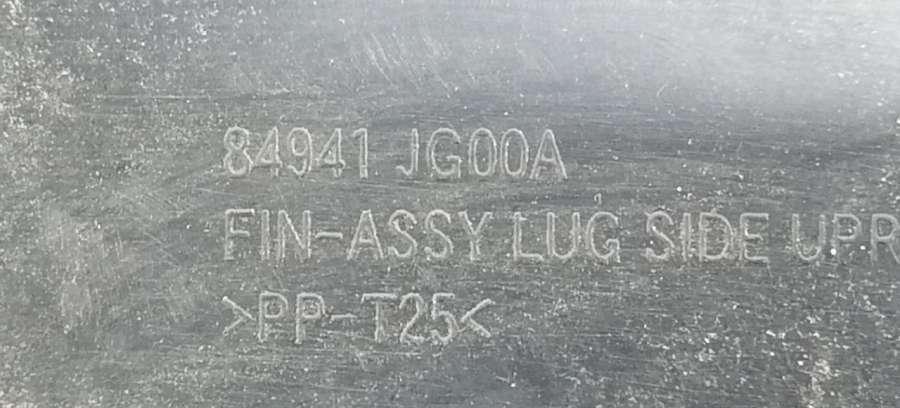 84941 JG00A
FIN-ASSY LUG SIDE UPR
>PP-T25<